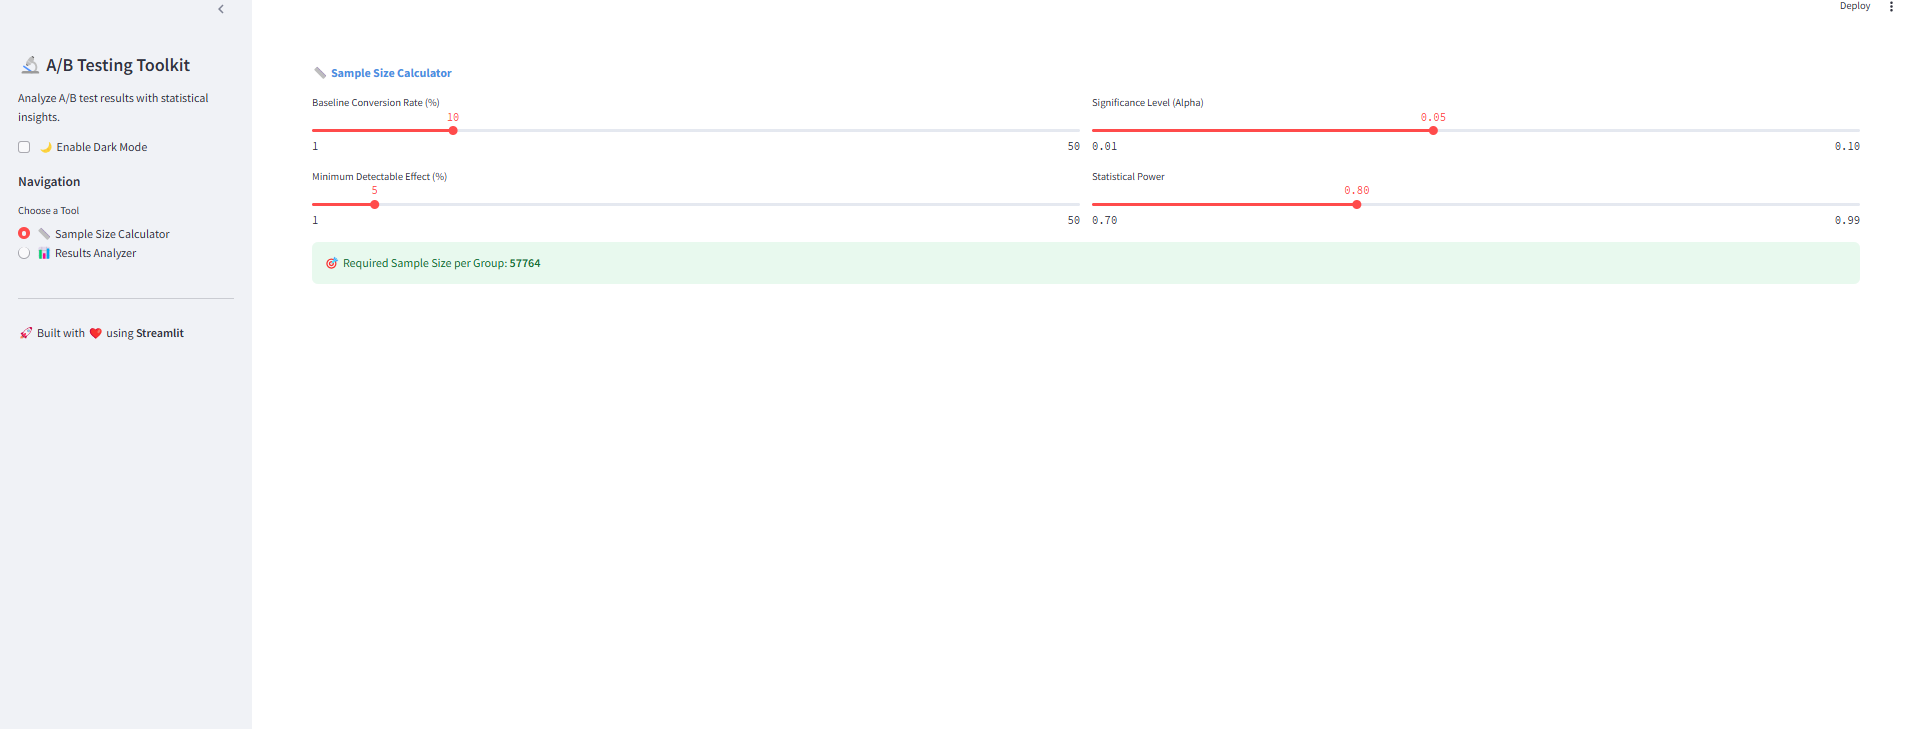 Deploy
A/B Testing Toolkit
Analyze A/B test results with statistical
insights.
Enable Dark Mode
Navigation
Choose a Tool
Sample Size Calculator
Results Analyzer
Built with ❤️ using Streamlit
Sample Size Calculator
Baseline Conversion Rate (%)
10
1 50
Minimum Detectable Effect (%)
5
1 50
Significance Level (Alpha)
0.05
0.01 0.10
Statistical Power
0.80
0.70 0.99
Required Sample Size per Group: 57764